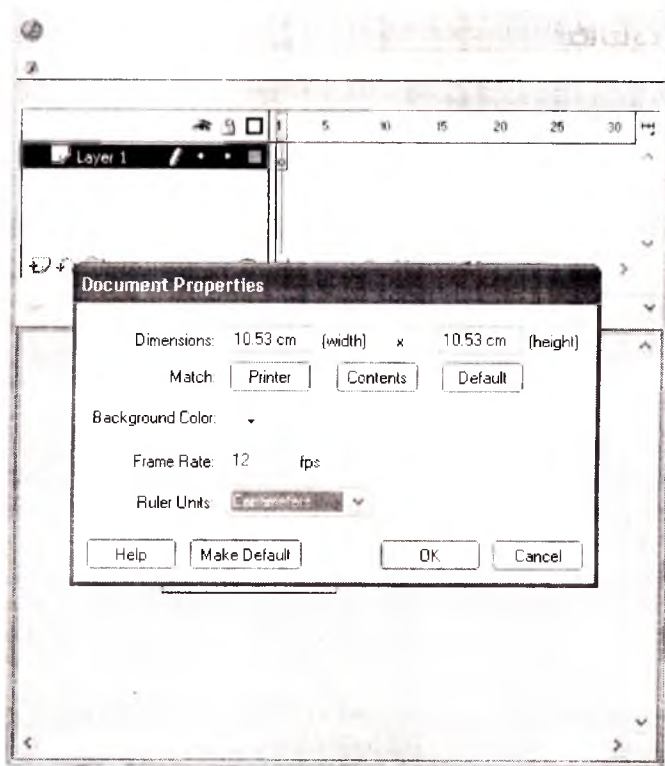 1 5 10 15 20 25 30
Layer 1
Document Properties
Dimensions: 10.53 cm (width) x 10.53 cm (height)
Match: Printer Contents Default
Background Color:
Frame Rate: 12 fps
Ruler Units: Centimeters
Help Make Default OK Cancel